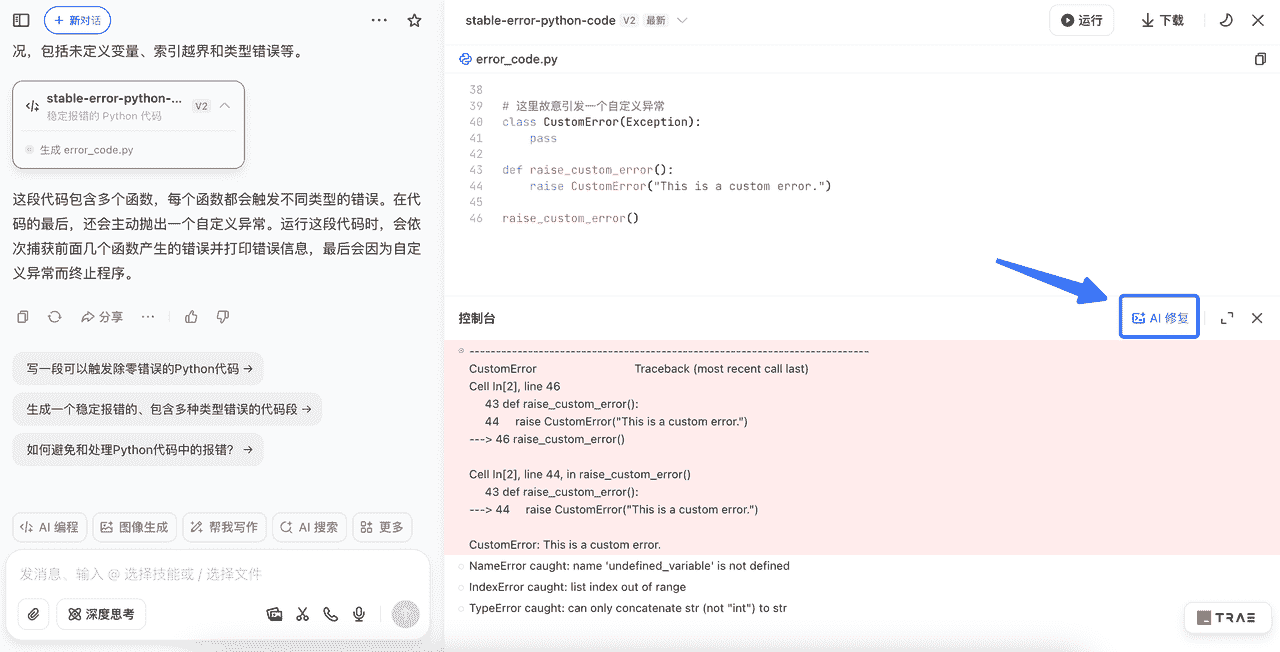 新对话
况，包括未定义变量、索引越界和类型错误等。
stable-error-python-... V2
稳定报错的 Python 代码
生成 error_code.py
这段代码包含多个函数，每个函数都会触发不同类型的错误。在代
码的最后，还会主动抛出一个自定义异常。运行这段代码时，会依
次捕获前面几个函数产生的错误并打印错误信息，最后会因为自定
义异常而终止程序。
分享
写一段可以触发除零错误的Python代码 →
生成一个稳定报错的、包含多种类型错误的代码段 →
如何避免和处理Python代码中的报错？ →
AI 编程 图像生成 帮我写作 AI 搜索 更多
发消息、输入 @ 选择技能或 / 选择文件
深度思考
stable-error-python-code V2 最新 运行 下载
error_code.py
38
39 # 这里故意引发一个自定义异常
40 class CustomError(Exception):
41 pass
42
43 def raise_custom_error():
44 raise CustomError("This is a custom error.")
45
46 raise_custom_error()
控制台 AI 修复
---------------------------------------------------------------------------
CustomError Traceback (most recent call last)
Cell In[2], line 46
43 def raise_custom_error():
44 raise CustomError("This is a custom error.")
---> 46 raise_custom_error()
Cell In[2], line 44, in raise_custom_error()
43 def raise_custom_error():
---> 44 raise CustomError("This is a custom error.")
CustomError: This is a custom error.
NameError caught: name 'undefined_variable' is not defined
IndexError caught: list index out of range
TypeError caught: can only concatenate str (not "int") to str
TRAE